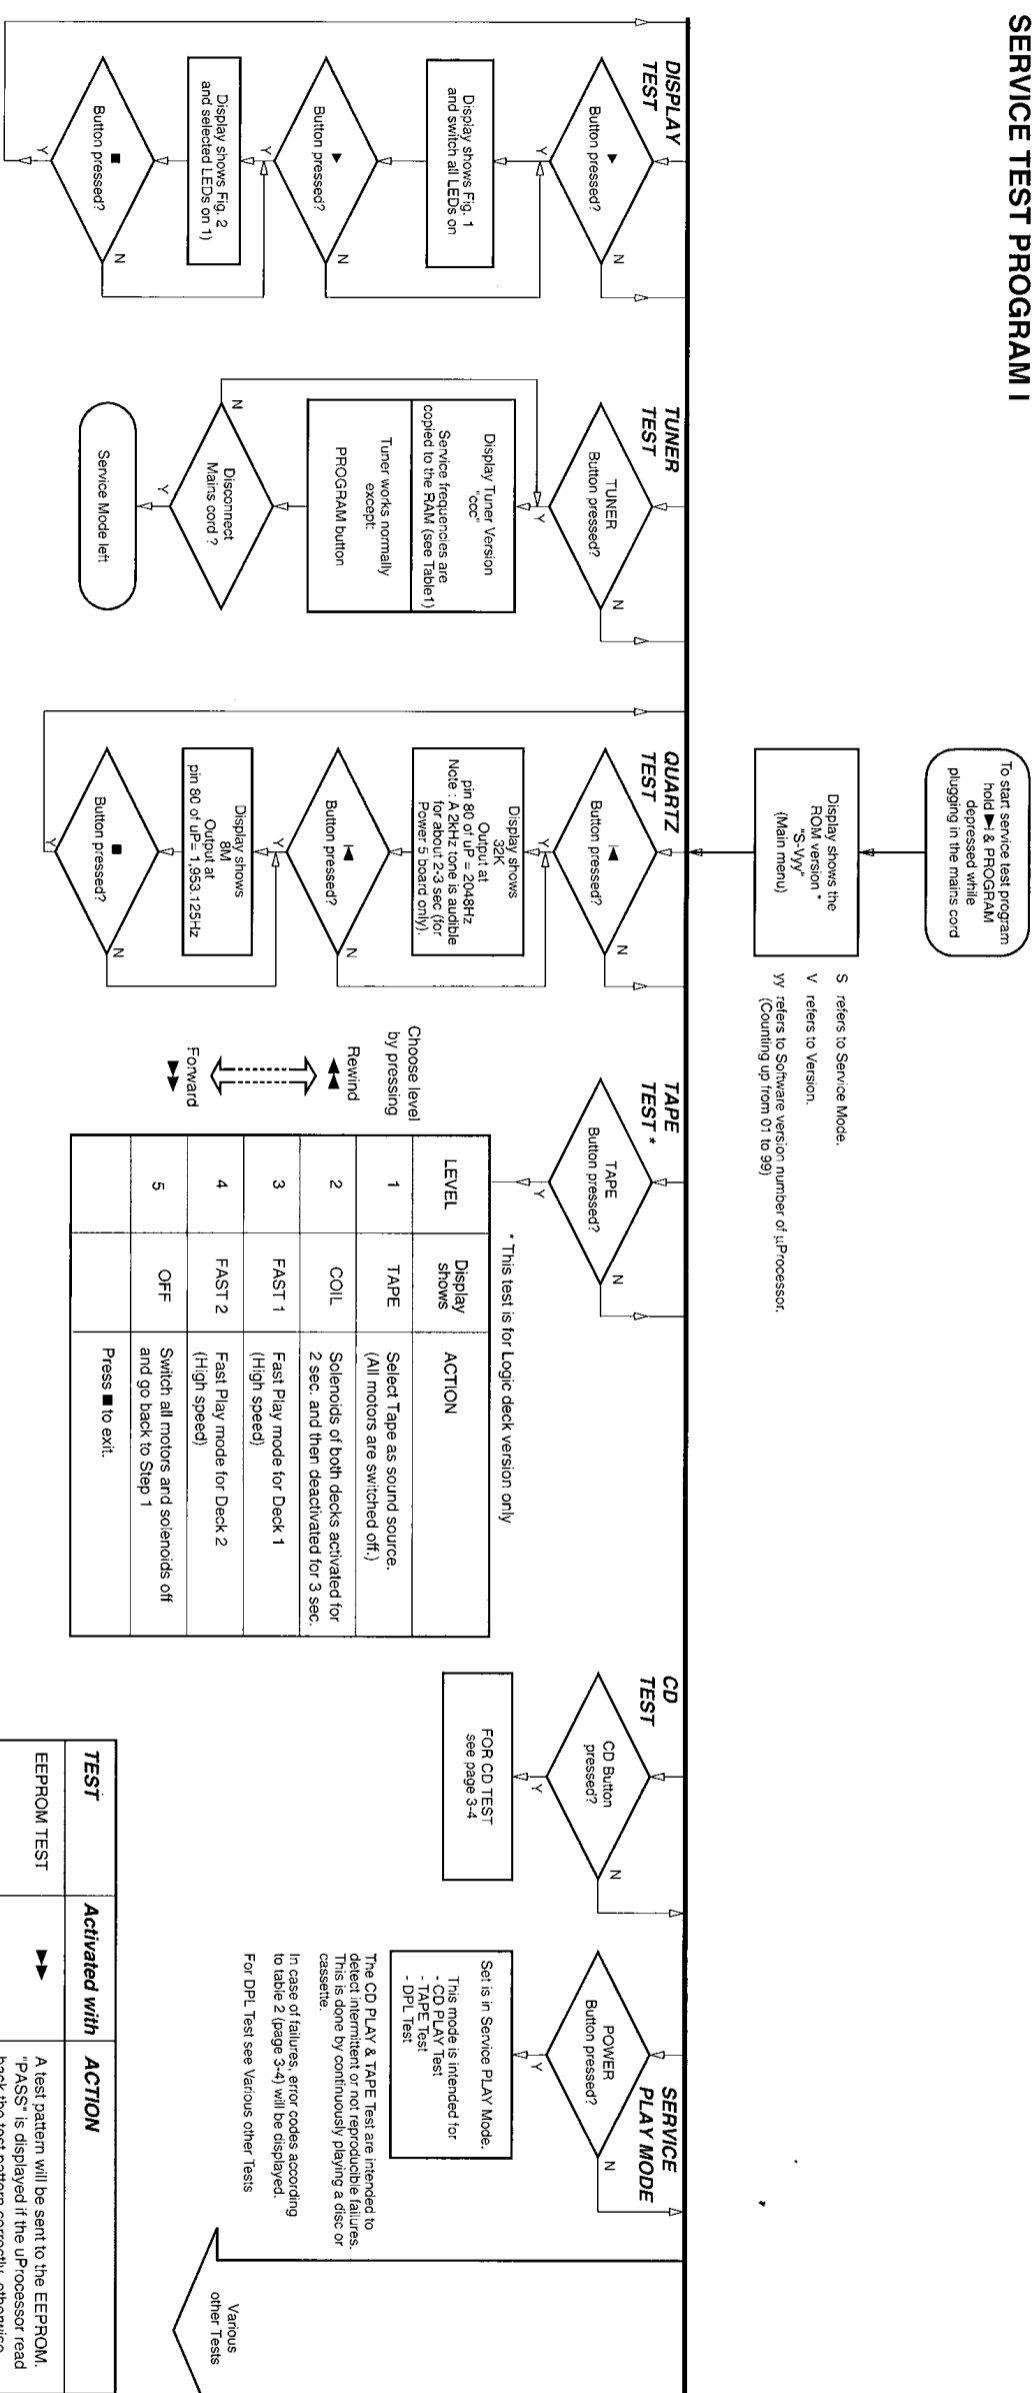 SERVICE TEST PROGRAM I
To start service test program
hold ▶I & PROGRAM
depressed while
plugging in the mains cord
Display shows the
ROM version *
"S-Vyy"
(Main menu)
S refers to Service Mode.
V refers to Version.
yy refers to Software version number of µProcessor.
(Counting up from 01 to 99)
DISPLAY
TEST
▶
Button pressed?
N
Y
Display shows Fig. 1
and switch all LEDs on
▶
Button pressed?
N
Y
Display shows Fig. 2
and selected LEDs on 1)
■
Button pressed?
N
Y
TUNER
TEST
TUNER
Button pressed?
N
Y
Display Tuner Version
"ccc"
Service frequencies are
copied to the RAM (see Table1)
Tuner works normally
except:
PROGRAM button
Disconnect
Mains cord ?
N
Y
Service Mode left
QUARTZ
TEST
I◀
Button pressed?
N
Y
Display shows
32K
Output at
pin 80 of uP = 2048Hz
Note : A 2kHz tone is audible
for about 2-3 sec (for
Power 5 board only).
I◀
Button pressed?
N
Y
Display shows
8M
Output at
pin 80 of uP= 1,953.125Hz
■
Button pressed?
N
Y
TAPE
TEST *
TAPE
Button pressed?
N
Y
* This test is for Logic deck version only
Choose level
by pressing
Rewind
◀◀
Forward
▶▶
LEVEL Display shows ACTION
1 TAPE Select Tape as sound source.
(All motors are switched off.)
2 COIL Solenoids of both decks activated for
2 sec. and then deactivated for 3 sec.
3 FAST 1 Fast Play mode for Deck 1
(High speed)
4 FAST 2 Fast Play mode for Deck 2
(High speed)
5 OFF Switch all motors and solenoids off
and go back to Step 1
Press ■ to exit.
CD
TEST
CD Button
pressed?
N
Y
FOR CD TEST
see page 3-4
SERVICE
PLAY MODE
POWER
Button pressed?
N
Y
Set is in Service PLAY Mode.
This mode is intended for
- CD PLAY Test
- TAPE Test
- DPL Test
The CD PLAY & TAPE Test are intended to
detect intermittent or not reproducible failures.
This is done by continuously playing a disc or
cassette.
In case of failures, error codes according
to table 2 (page 3-4) will be displayed.
For DPL Test see Various other Tests
Various
other Tests
TEST Activated with ACTION
EEPROM TEST ▶▶ A test pattern will be sent to the EEPROM.
"PASS" is displayed if the uProcessor read
back the test pattern correctly, otherwise